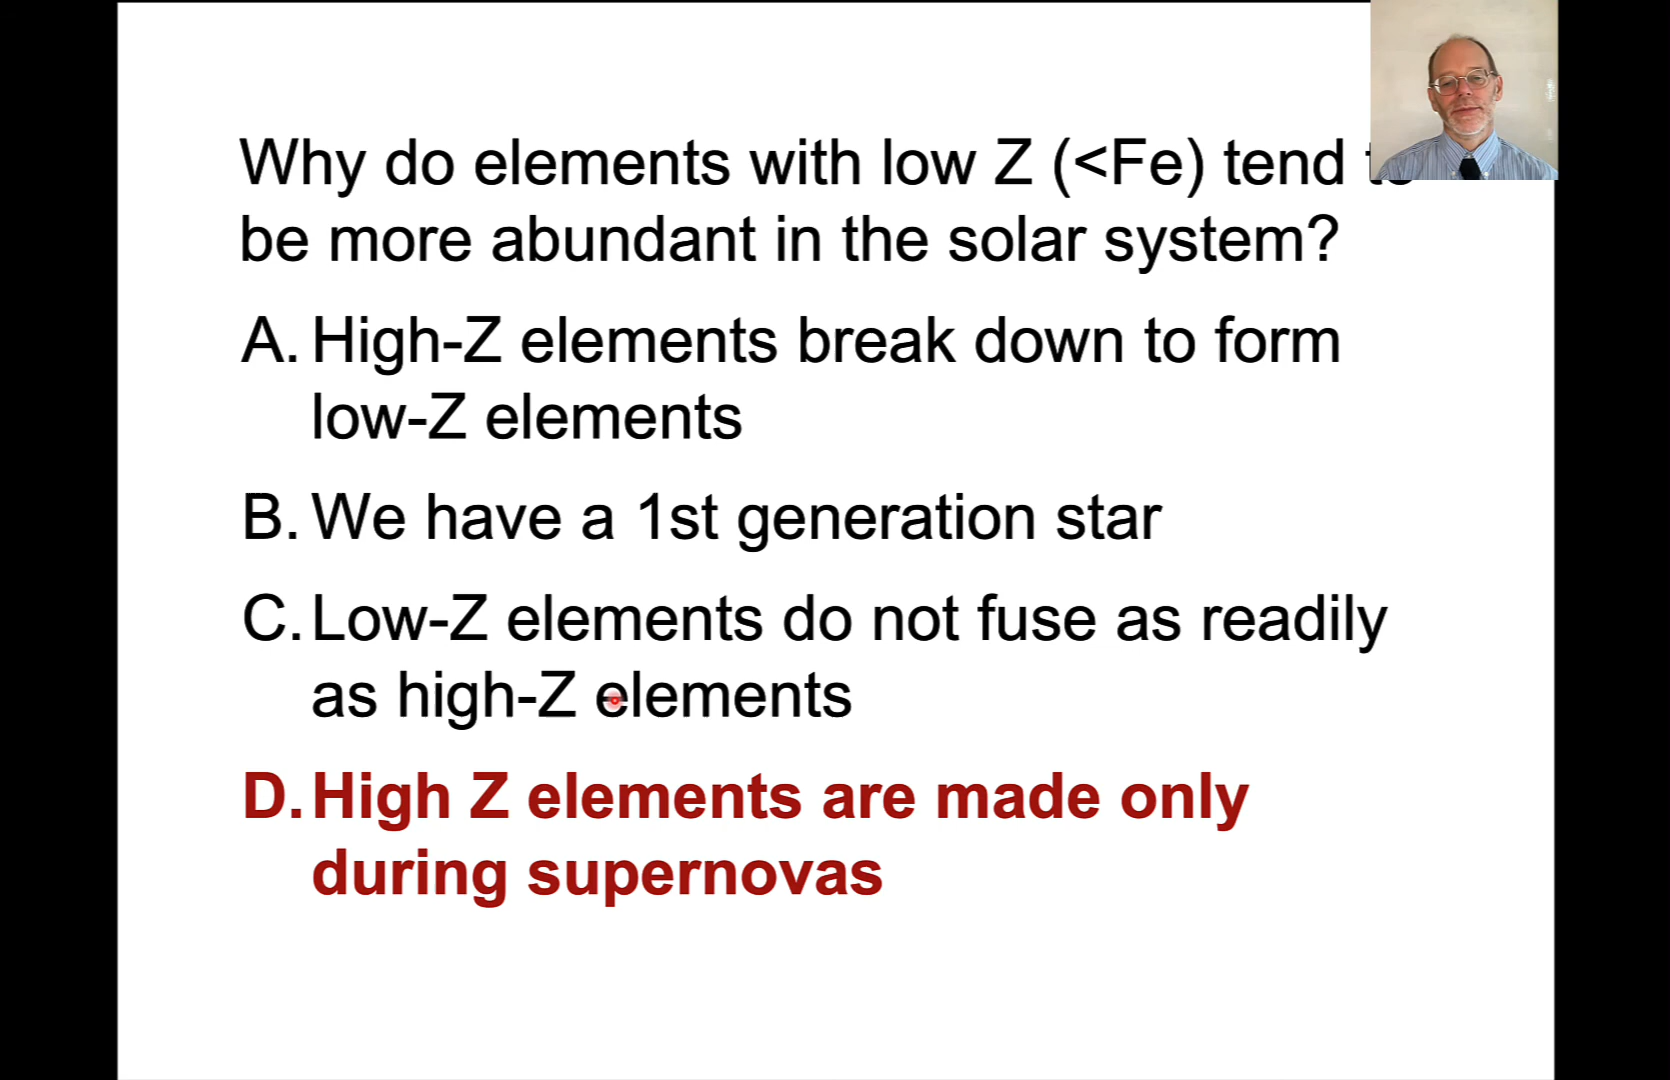 Why do elements with low Z (<Fe) tend to
be more abundant in the solar system?
A. High-Z elements break down to form
low-Z elements
B. We have a 1st generation star
C. Low-Z elements do not fuse as readily
as high-Z elements
D. High Z elements are made only
during supernovas